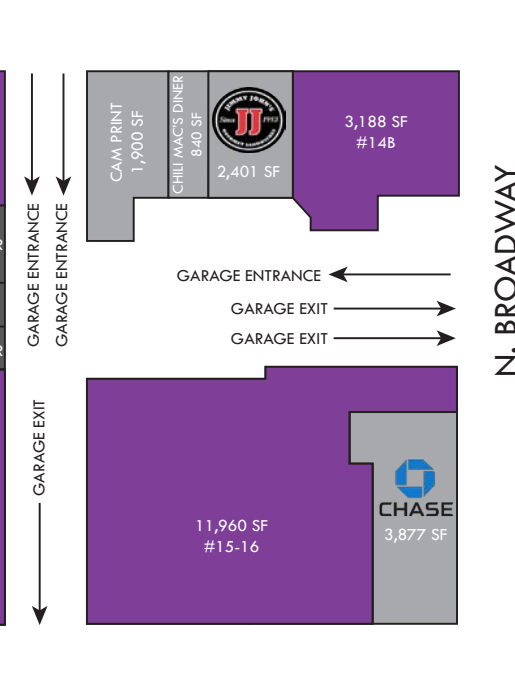 CAM PRINT
1,900 SF
CHILI MAC'S DINER
840 SF
JIMMY JOHN'S
Since
JJ
1983
GOURMET SANDWICHES
2,401 SF
3,188 SF
#14B
GARAGE ENTRANCE
GARAGE ENTRANCE
GARAGE ENTRANCE
GARAGE EXIT
GARAGE EXIT
GARAGE EXIT
N. BROADWAY
11,960 SF
#15-16
CHASE
3,877 SF